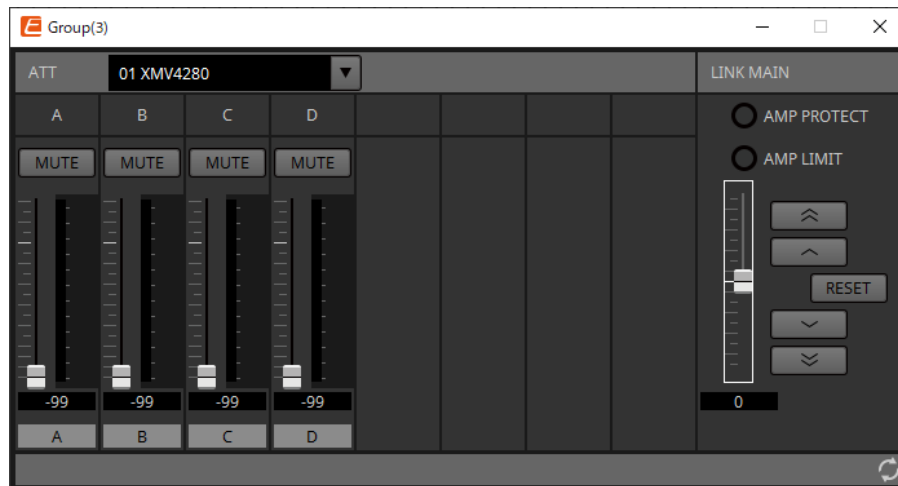 Group(3)
ATT 01 XMV4280 LINK MAIN
A B C D AMP PROTECT
MUTE MUTE MUTE MUTE AMP LIMIT
RESET
-99 -99 -99 -99 0
A B C D